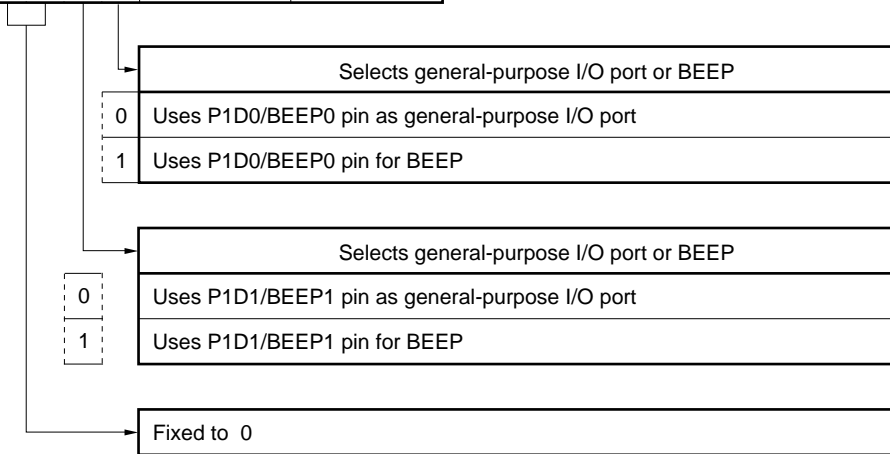 Selects general-purpose I/O port or BEEP
0 Uses P1D0/BEEP0 pin as general-purpose I/O port
1 Uses P1D0/BEEP0 pin for BEEP
Selects general-purpose I/O port or BEEP
0 Uses P1D1/BEEP1 pin as general-purpose I/O port
1 Uses P1D1/BEEP1 pin for BEEP
Fixed to 0